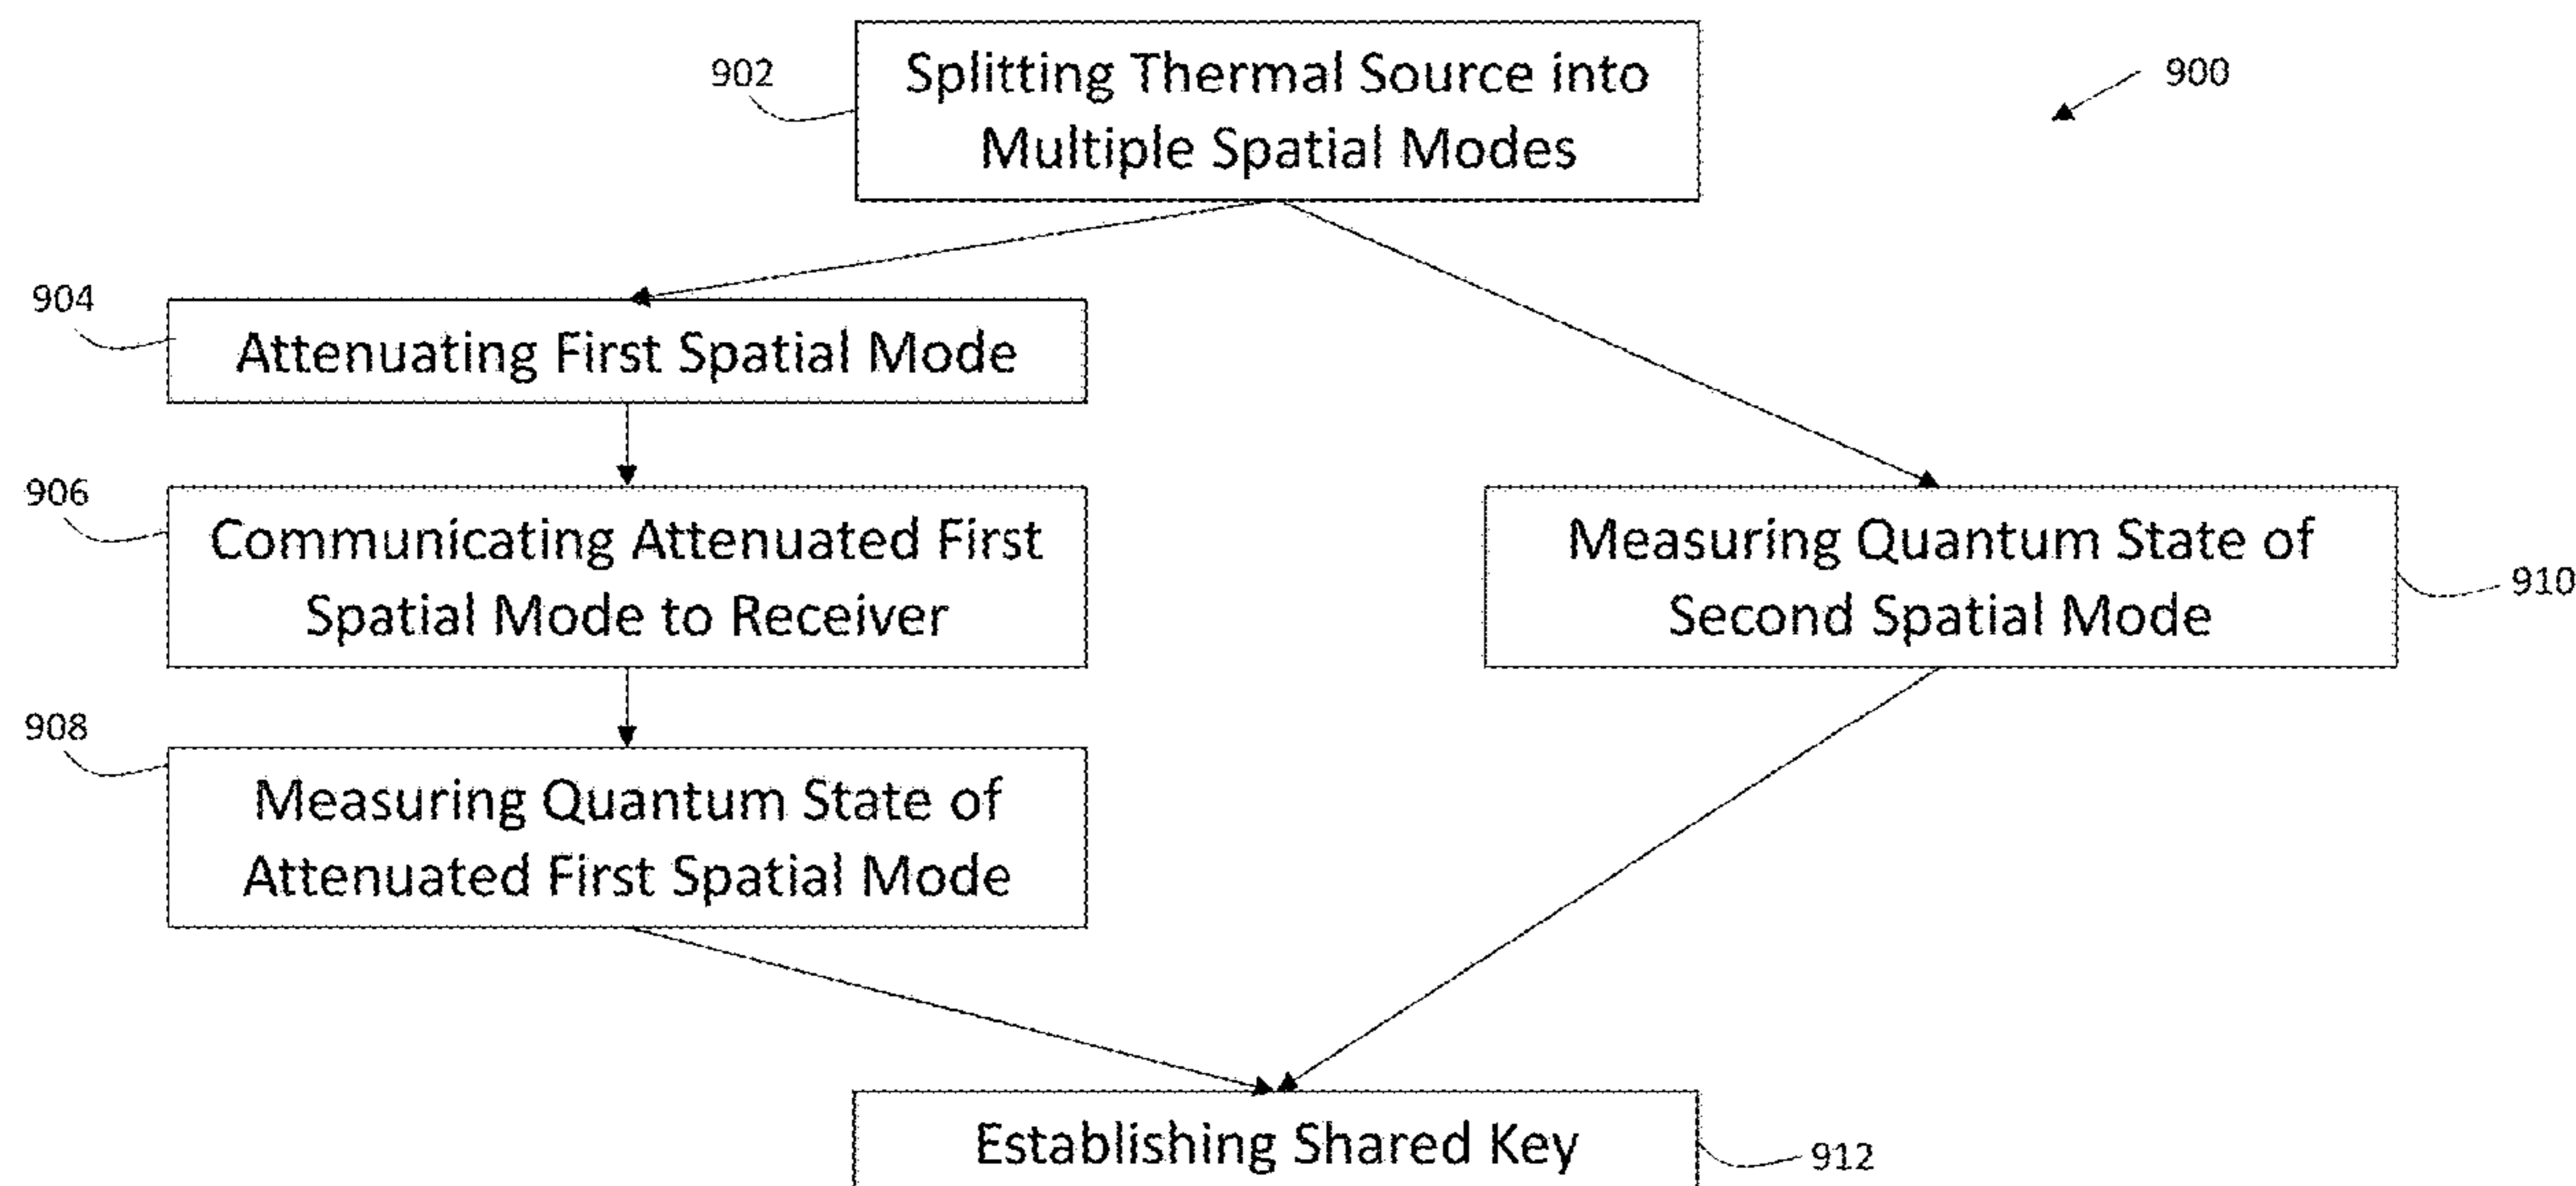 902
Splitting Thermal Source into
Multiple Spatial Modes
900
904
Attenuating First Spatial Mode
906
Communicating Attenuated First
Spatial Mode to Receiver
Measuring Quantum State of
Second Spatial Mode
910
908
Measuring Quantum State of
Attenuated First Spatial Mode
Establishing Shared Key
912